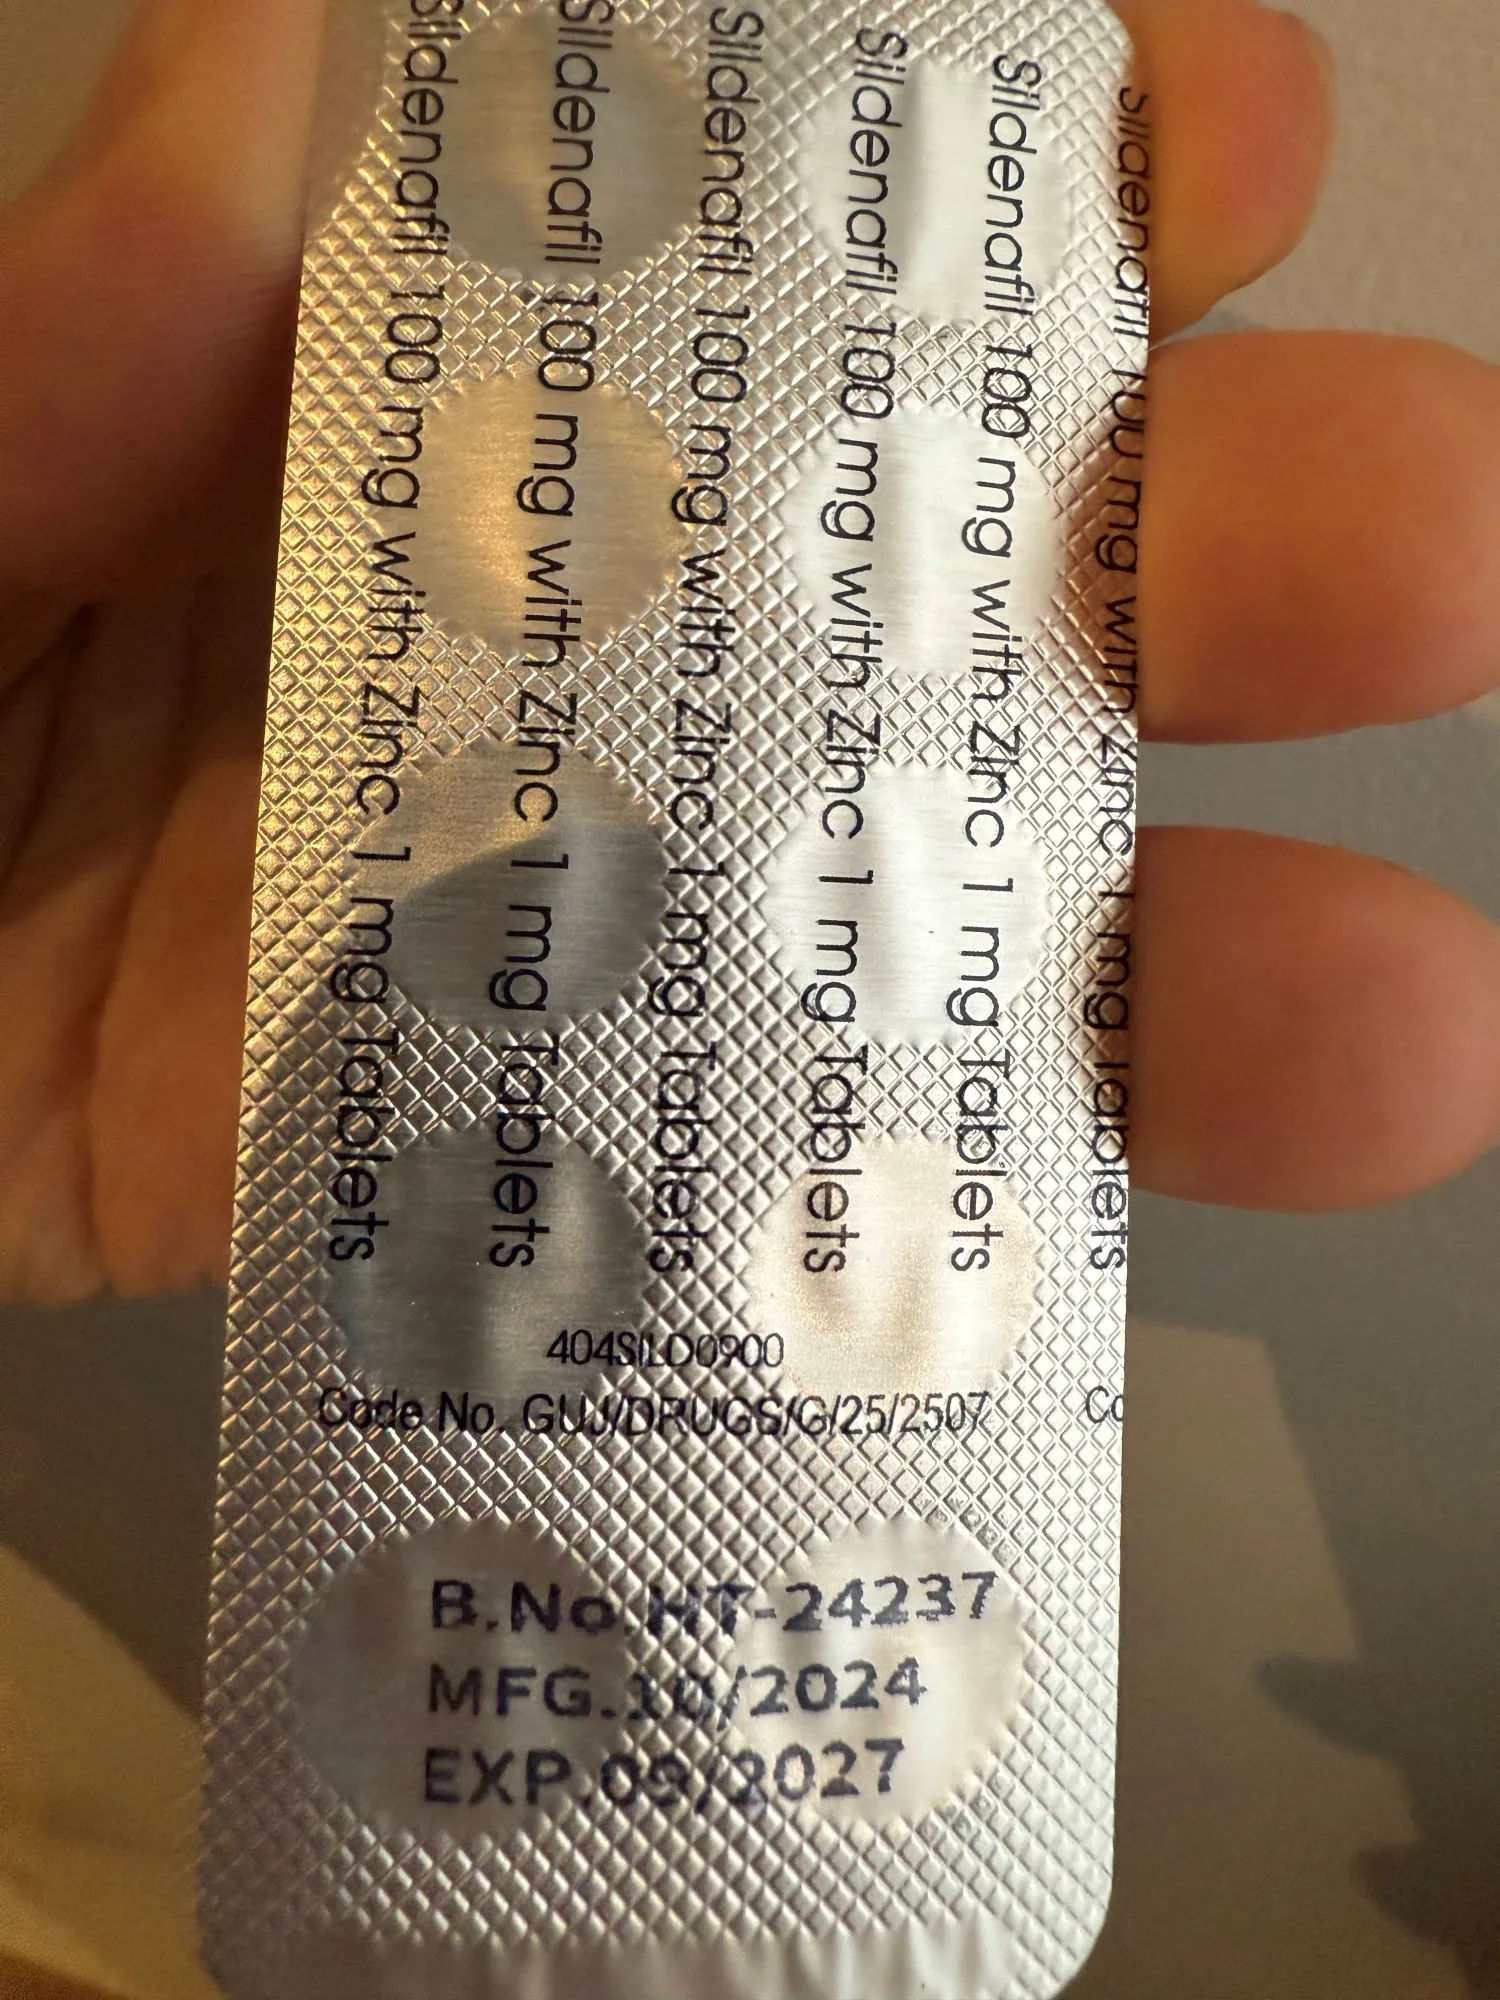 Sildenafil 100 mg with Zinc 1 mg Tablets
Sildenafil 100 mg with Zinc 1 mg Tablets
Sildenafil 100 mg with Zinc 1 mg Tablets
Sildenafil 100 mg with Zinc 1 mg Tablets
Sildenafil 100 mg with Zinc 1 mg Tablets
Sildenafil 100 mg with Zinc 1 mg Tablets
404SILD0900
Code No. GUJ/DRUGS/G/25/2507 Co
B.No.HT-24237
MFG.10/2024
EXP.09/2027